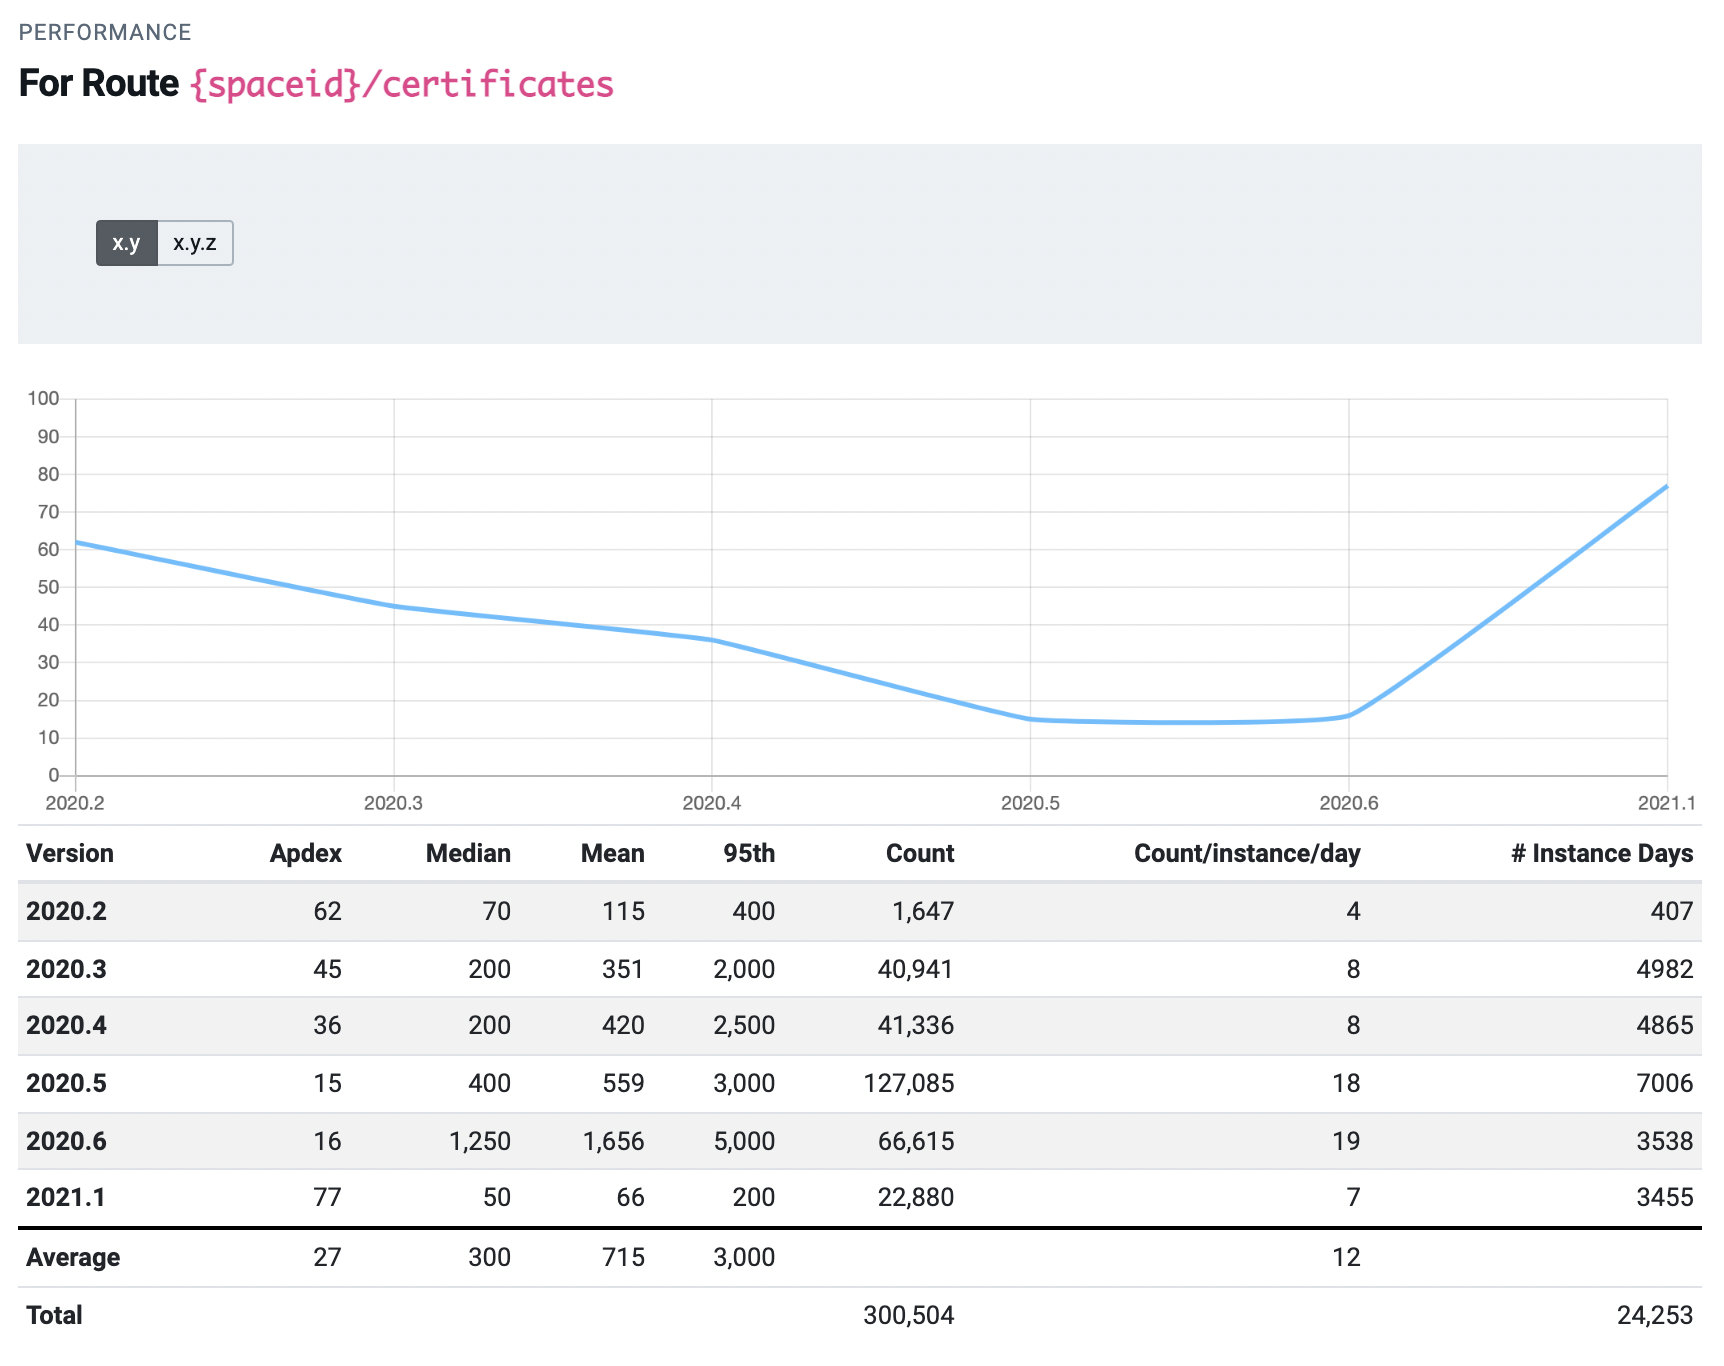 PERFORMANCE
For Route {spaceid}/certificates
x.y x.y.z
100
90
80
70
60
50
40
30
20
10
0
2020.2 2020.3 2020.4 2020.5 2020.6 2021.1
Version Apdex Median Mean 95th Count Count/instance/day # Instance Days
2020.2 62 70 115 400 1,647 4 407
2020.3 45 200 351 2,000 40,941 8 4982
2020.4 36 200 420 2,500 41,336 8 4865
2020.5 15 400 559 3,000 127,085 18 7006
2020.6 16 1,250 1,656 5,000 66,615 19 3538
2021.1 77 50 66 200 22,880 7 3455
Average 27 300 715 3,000 12
Total 300,504 24,253